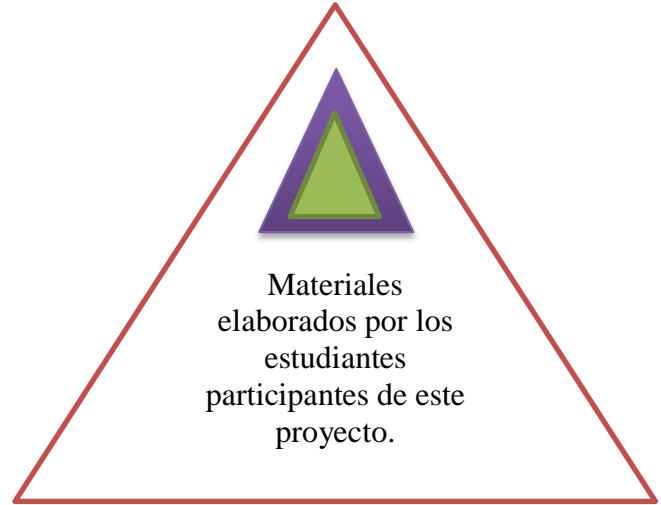 Materiales
elaborados por los
estudiantes
participantes de este
proyecto.